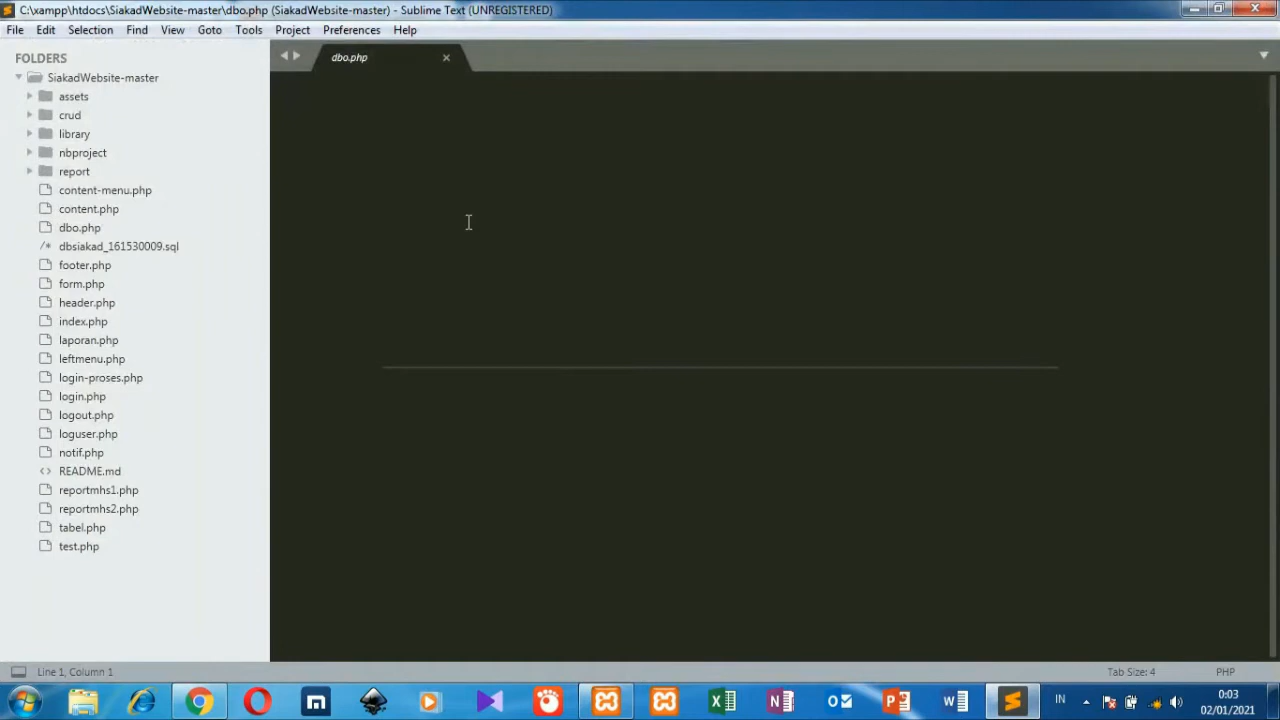 C:\xampp\htdocs\SiakadWebsite-master\dbo.php (SiakadWebsite-master) - Sublime Text (UNREGISTERED)
File Edit Selection Find View Goto Tools Project Preferences Help
FOLDERS
SiakadWebsite-master
assets
crud
library
nbproject
report
content-menu.php
content.php
dbo.php
/* dbsiakad_161530009.sql
footer.php
form.php
header.php
index.php
laporan.php
leftmenu.php
login-proses.php
login.php
logout.php
loguser.php
notif.php
<> README.md
reportmhs1.php
reportmhs2.php
tabel.php
test.php
dbo.php
Line 1, Column 1
Tab Size: 4
PHP
IN
0:03
02/01/2021